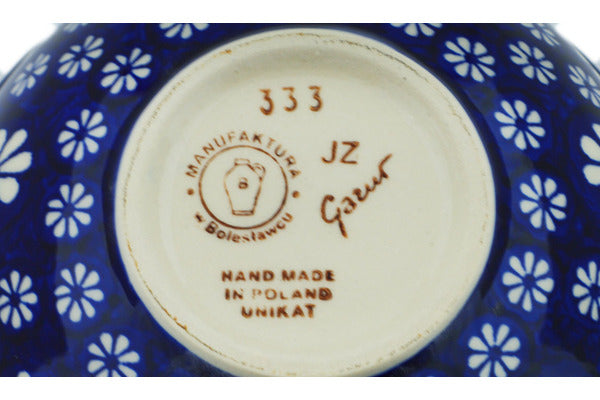 333
MANUFAKTURA
w Bolesławcu
JZ
HAND MADE
IN POLAND
UNIKAT